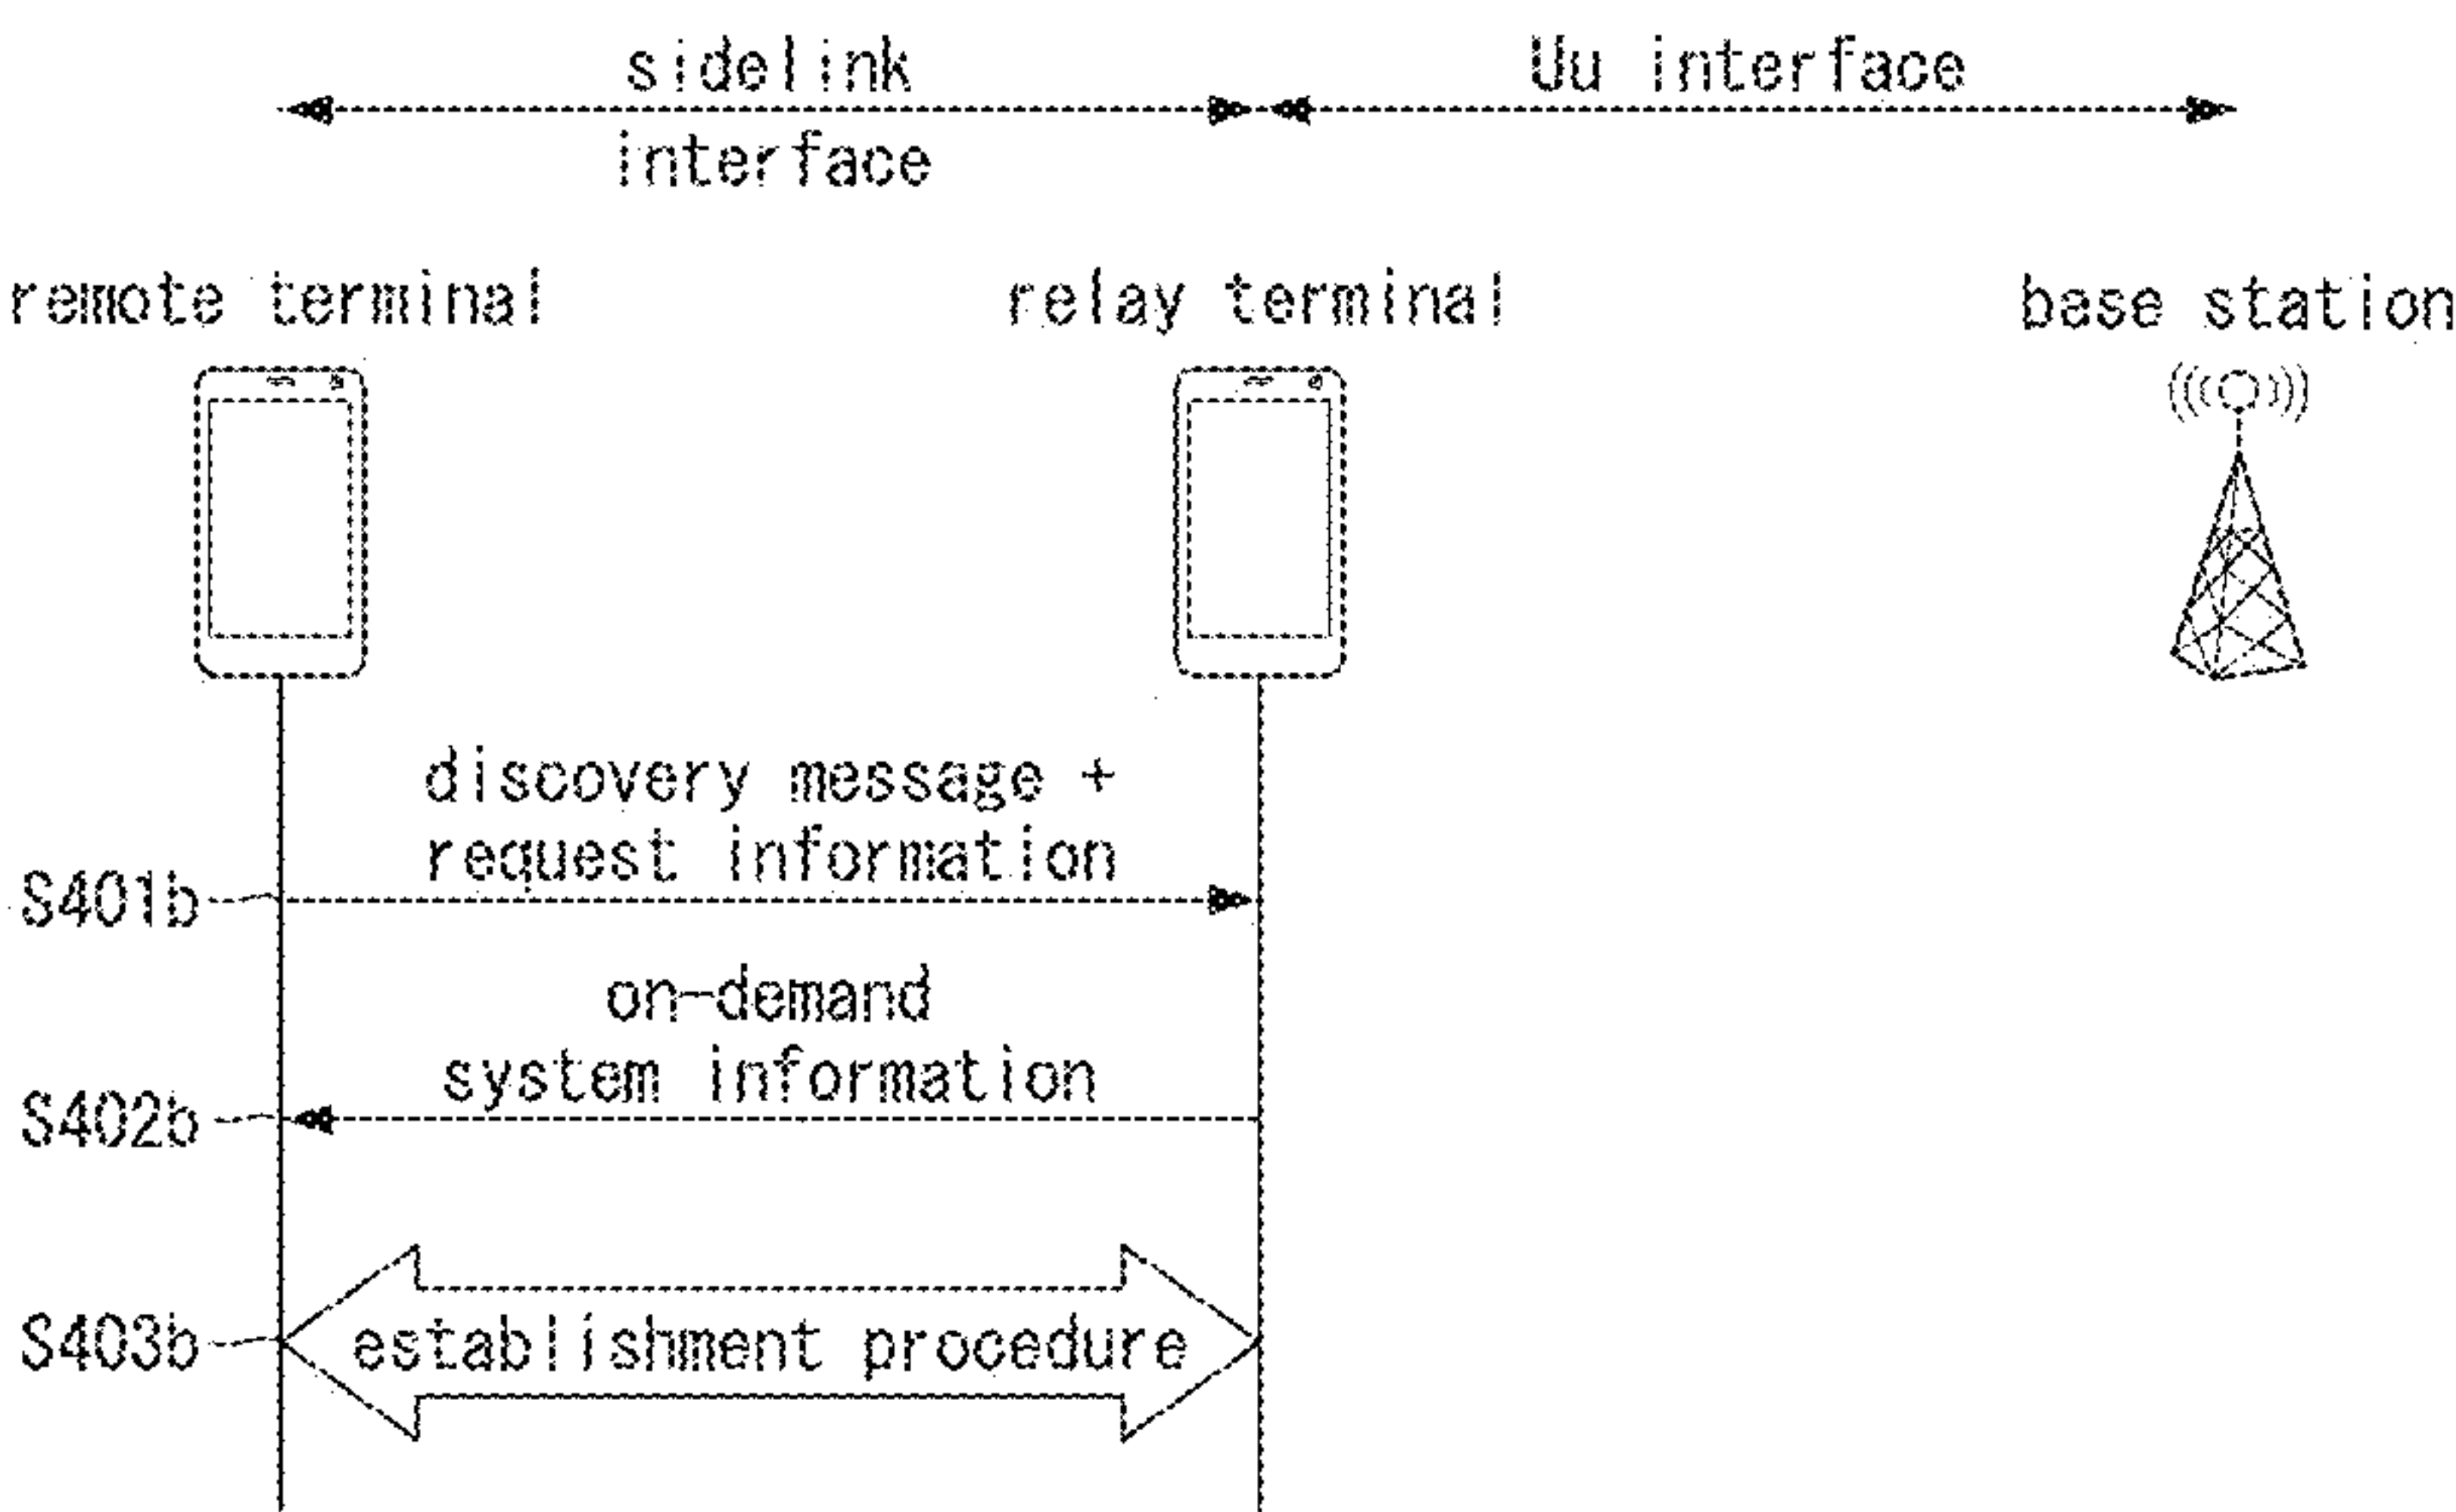 sidelink
interface
Uu interface
remote terminal
relay terminal
base station
discovery message +
request information
S401b
on-demand
system information
S402b
establishment procedure
S403b